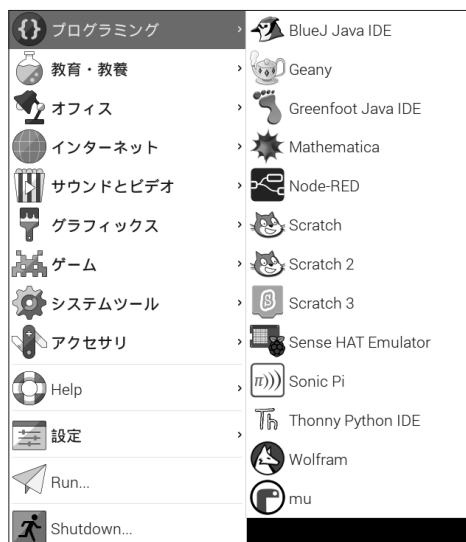 プログラミング
教育・教養
オフィス
インターネット
サウンドとビデオ
グラフィックス
ゲーム
システムツール
アクセサリ
Help
設定
Run...
Shutdown...
BlueJ Java IDE
Geany
Greenfoot Java IDE
Mathematica
Node-RED
Scratch
Scratch 2
Scratch 3
Sense HAT Emulator
π)))
Sonic Pi
Th
Thonny Python IDE
Wolfram
mu